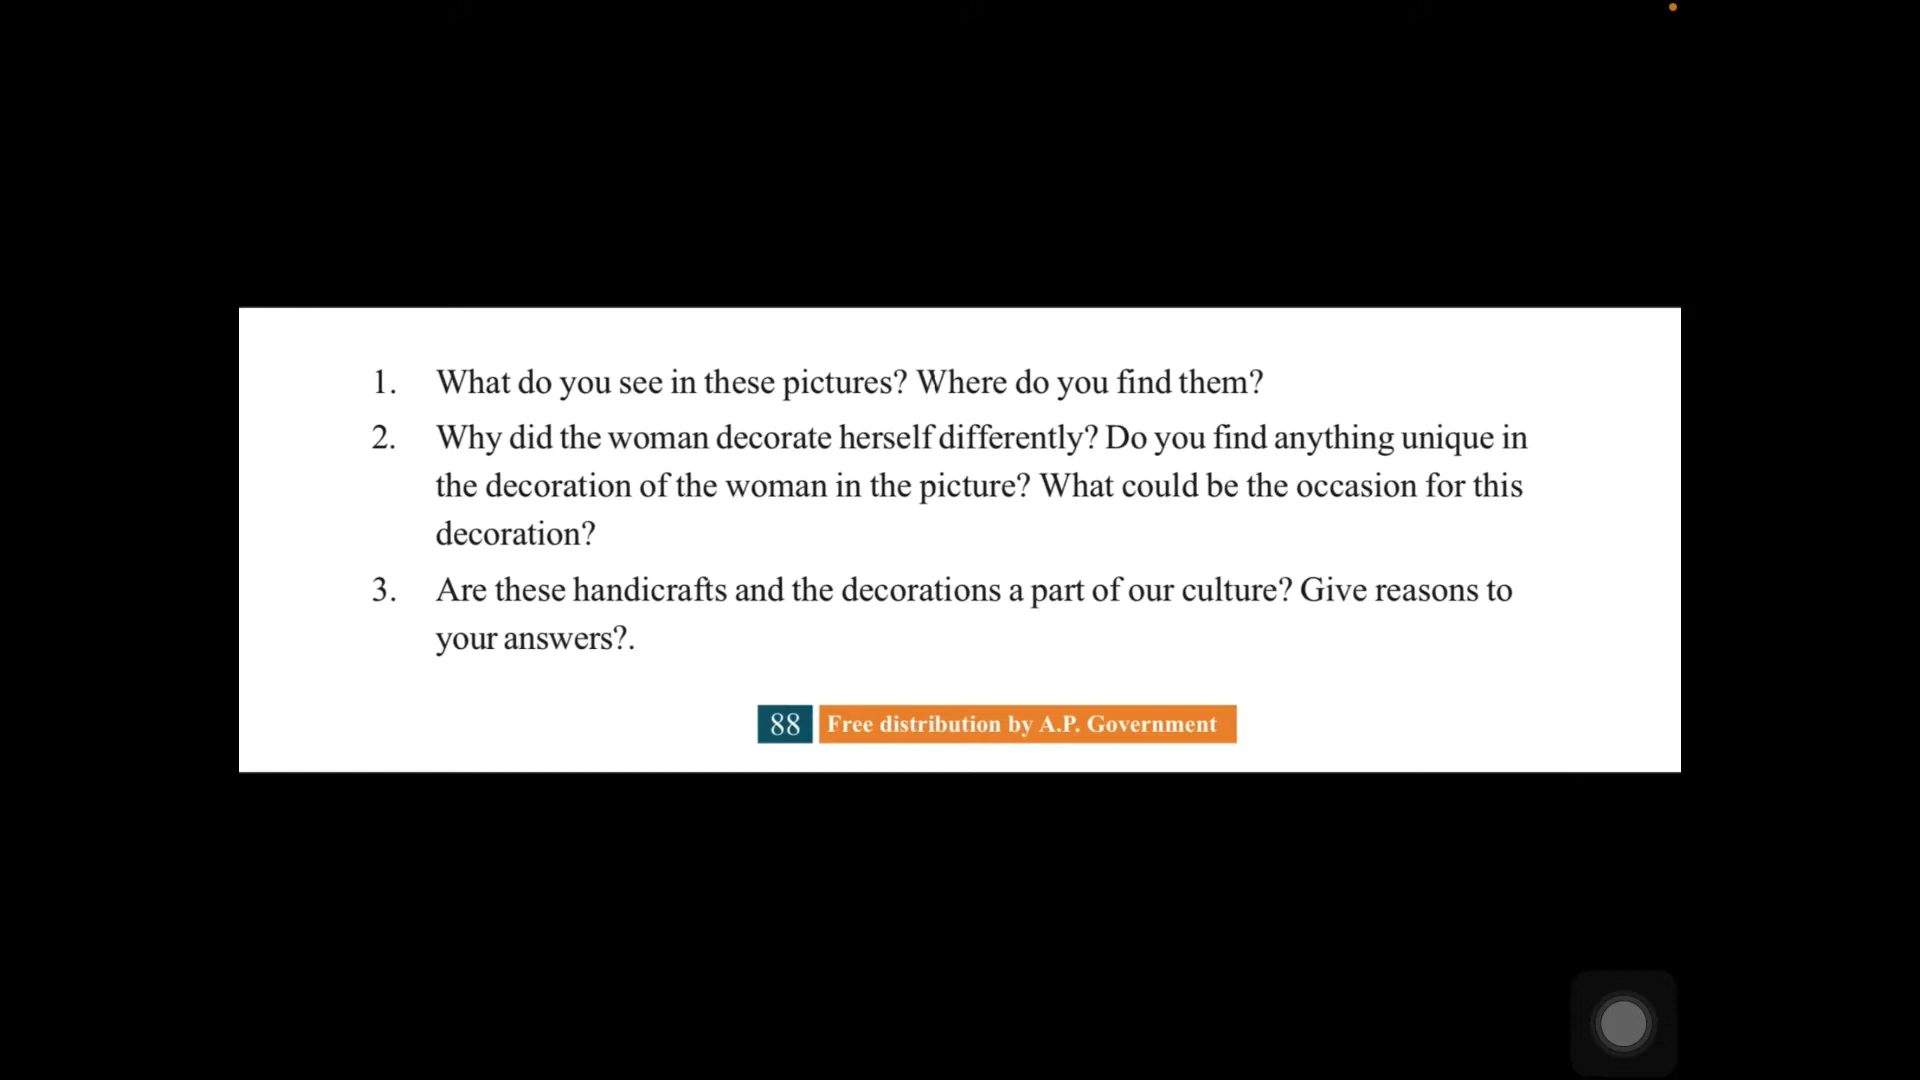 1. What do you see in these pictures? Where do you find them?
2. Why did the woman decorate herself differently? Do you find anything unique in
the decoration of the woman in the picture? What could be the occasion for this
decoration?
3. Are these handicrafts and the decorations a part of our culture? Give reasons to
your answers?.
88 Free distribution by A.P. Government